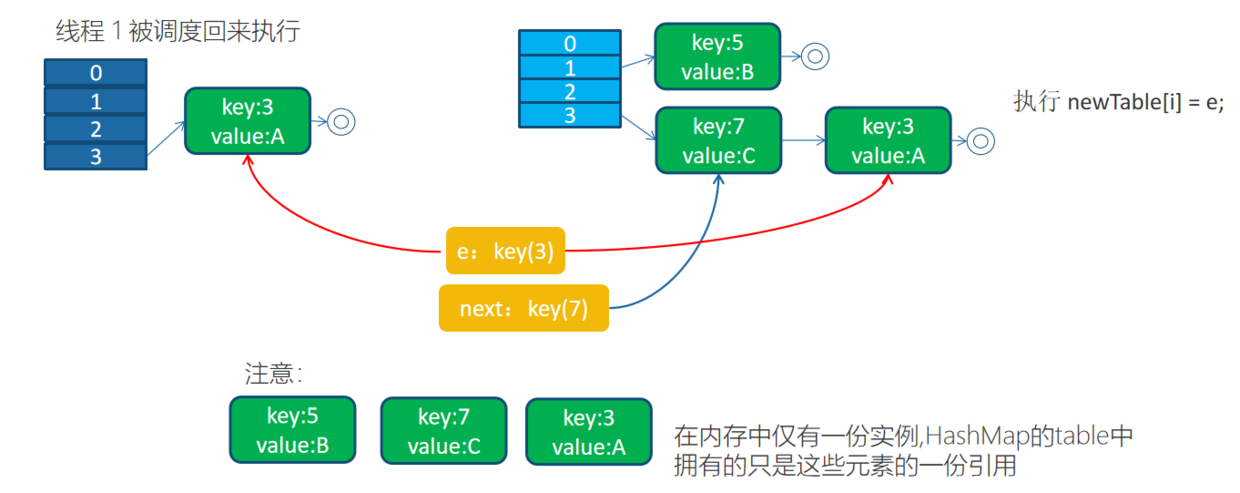 线程 1 被调度回来执行
0
1
2
3
key:3
value:A
0
1
2
3
key:5
value:B
key:7
value:C
key:3
value:A
执行 newTable[i] = e;
e：key(3)
next：key(7)
注意：
key:5
value:B
key:7
value:C
key:3
value:A
在内存中仅有一份实例,HashMap的table中
拥有的只是这些元素的一份引用